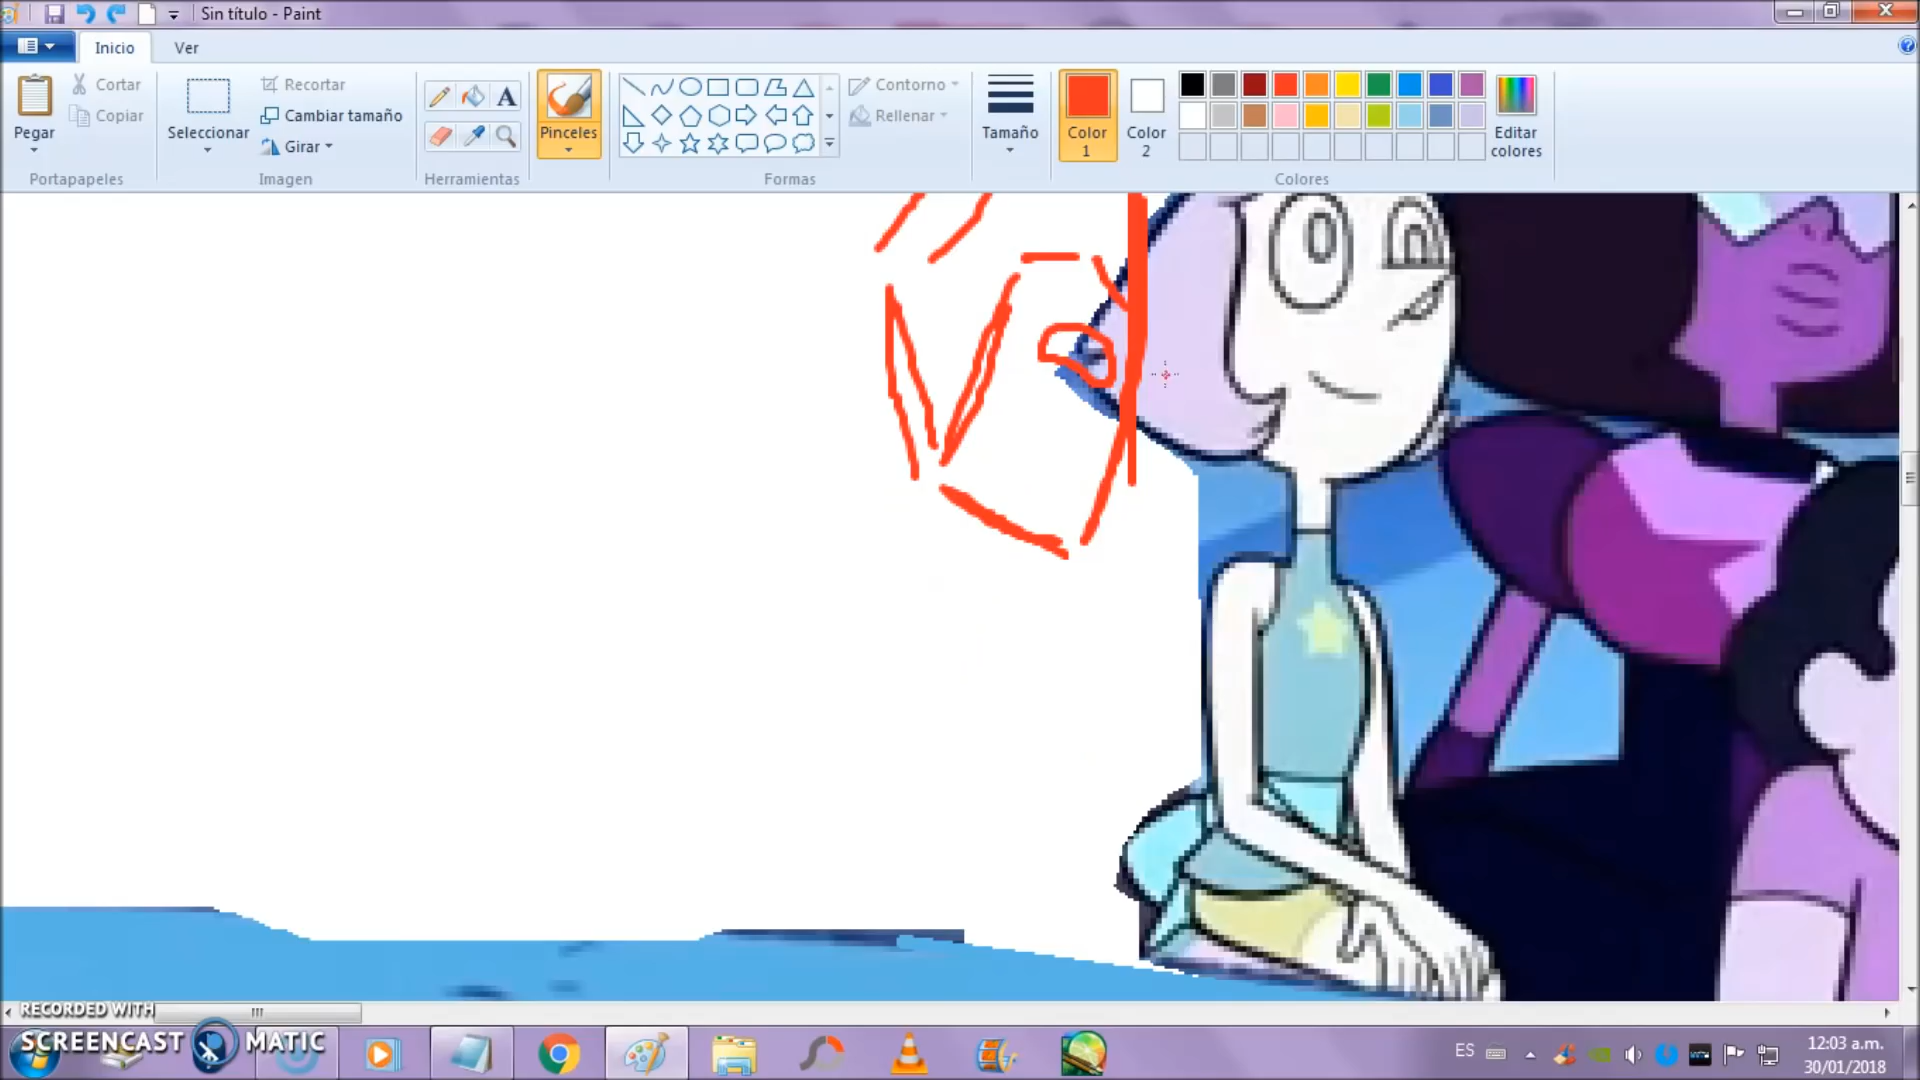 Sin título - Paint
Inicio
Ver
Pegar
Cortar
Copiar
Portapapeles
Seleccionar
Recortar
Cambiar tamaño
Girar
Imagen
A
Herramientas
Pinceles
Contorno
Rellenar
Formas
Tamaño
Color
1
Color
2
Editar
colores
Colores
RECORDED WITH
SCREENCAST MATIC
ES
12:03 a.m.
30/01/2018